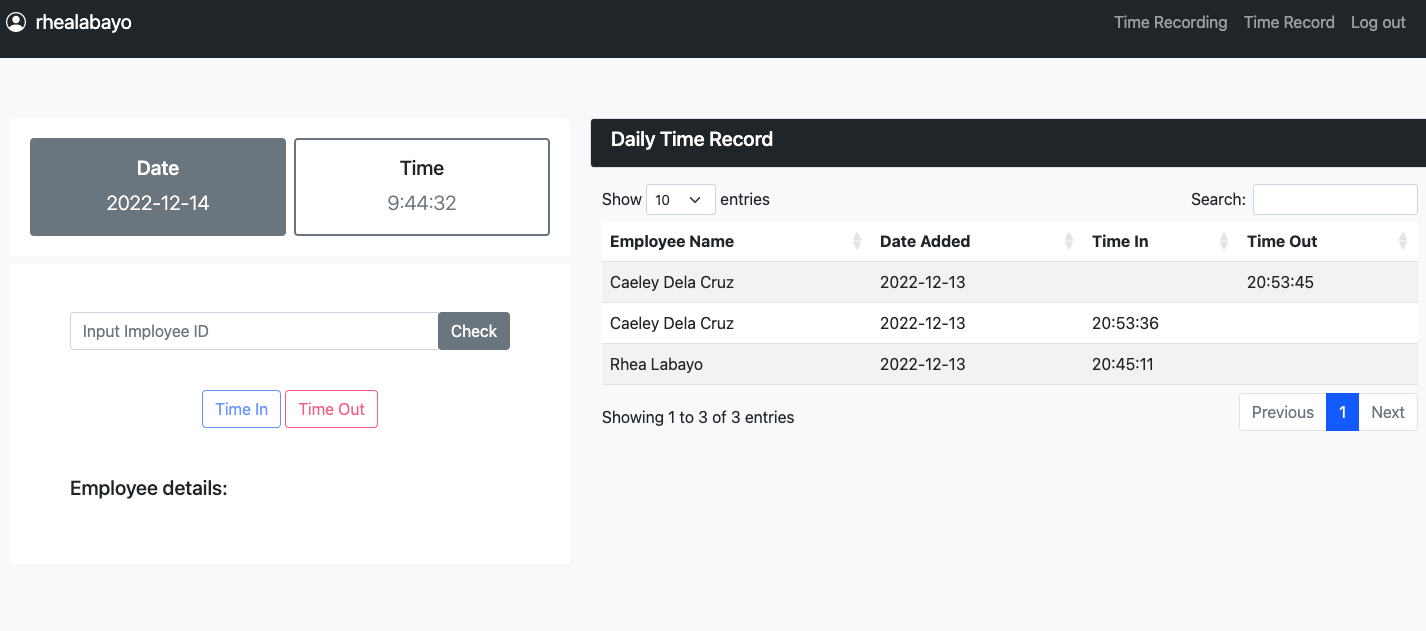 rhealabayo
Time Recording Time Record Log out
Date
2022-12-14
Time
9:44:32
Input Imployee ID
Check
Time In
Time Out
Employee details:
Daily Time Record
Show 10 entries
Search:
Employee Name Date Added Time In Time Out
Caeley Dela Cruz 2022-12-13 20:53:45
Caeley Dela Cruz 2022-12-13 20:53:36
Rhea Labayo 2022-12-13 20:45:11
Showing 1 to 3 of 3 entries
Previous 1 Next